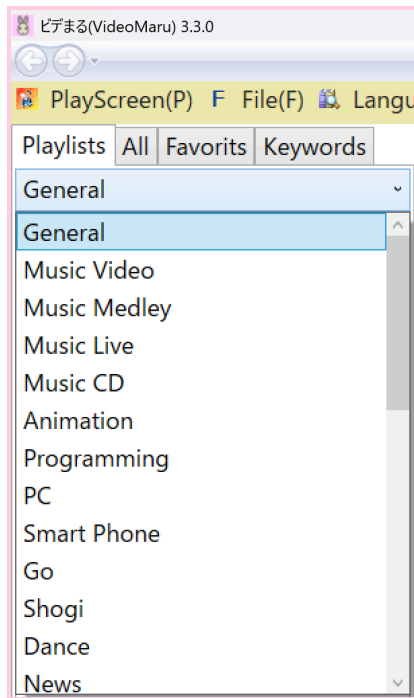 ビデまる(VideoMaru) 3.3.0
PlayScreen(P) F File(F) Langu
Playlists All Favorits Keywords
General
General
Music Video
Music Medley
Music Live
Music CD
Animation
Programming
PC
Smart Phone
Go
Shogi
Dance
News